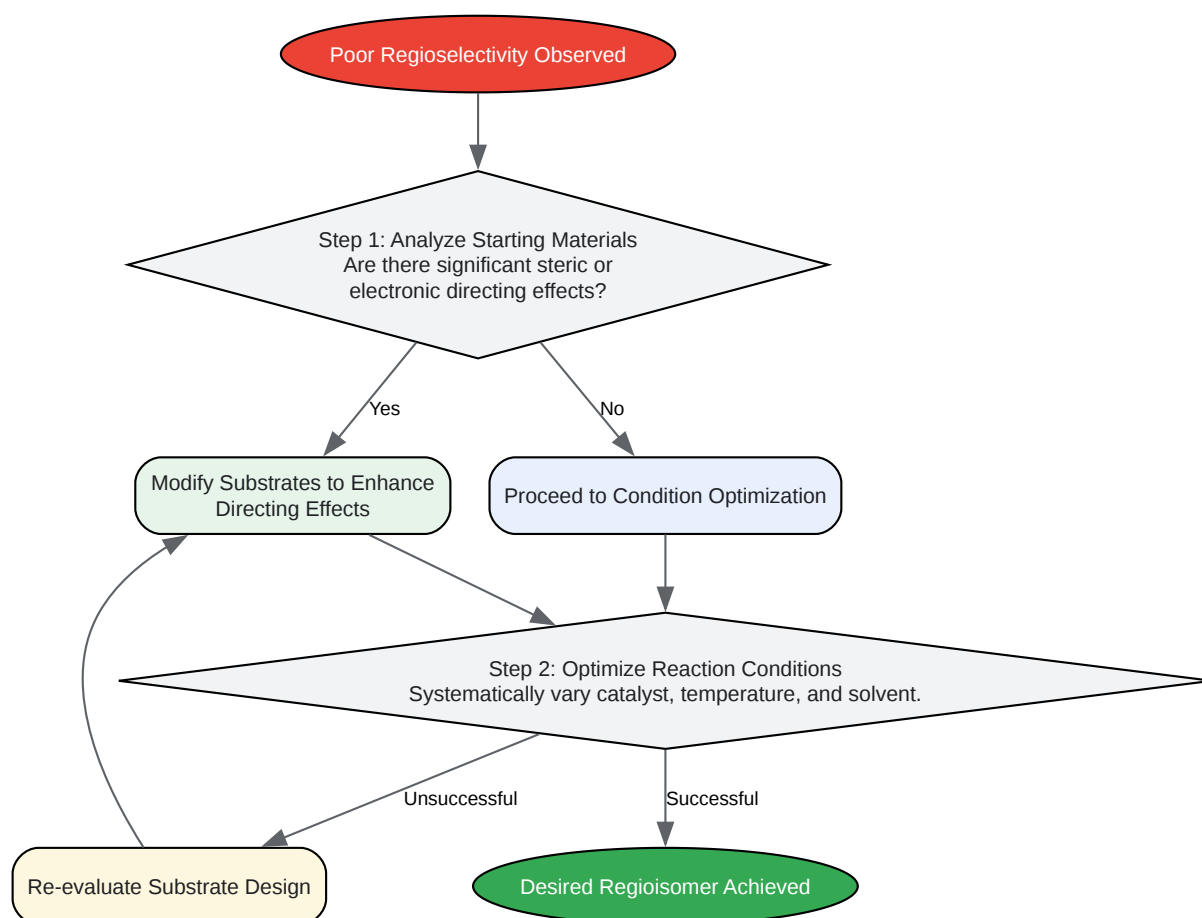 Poor Regioselectivity Observed
Step 1: Analyze Starting Materials
Are there significant steric or
electronic directing effects?
Yes
No
Modify Substrates to Enhance
Directing Effects
Proceed to Condition Optimization
Step 2: Optimize Reaction Conditions
Systematically vary catalyst, temperature, and solvent.
Unsuccessful
Successful
Re-evaluate Substrate Design
Desired Regioisomer Achieved